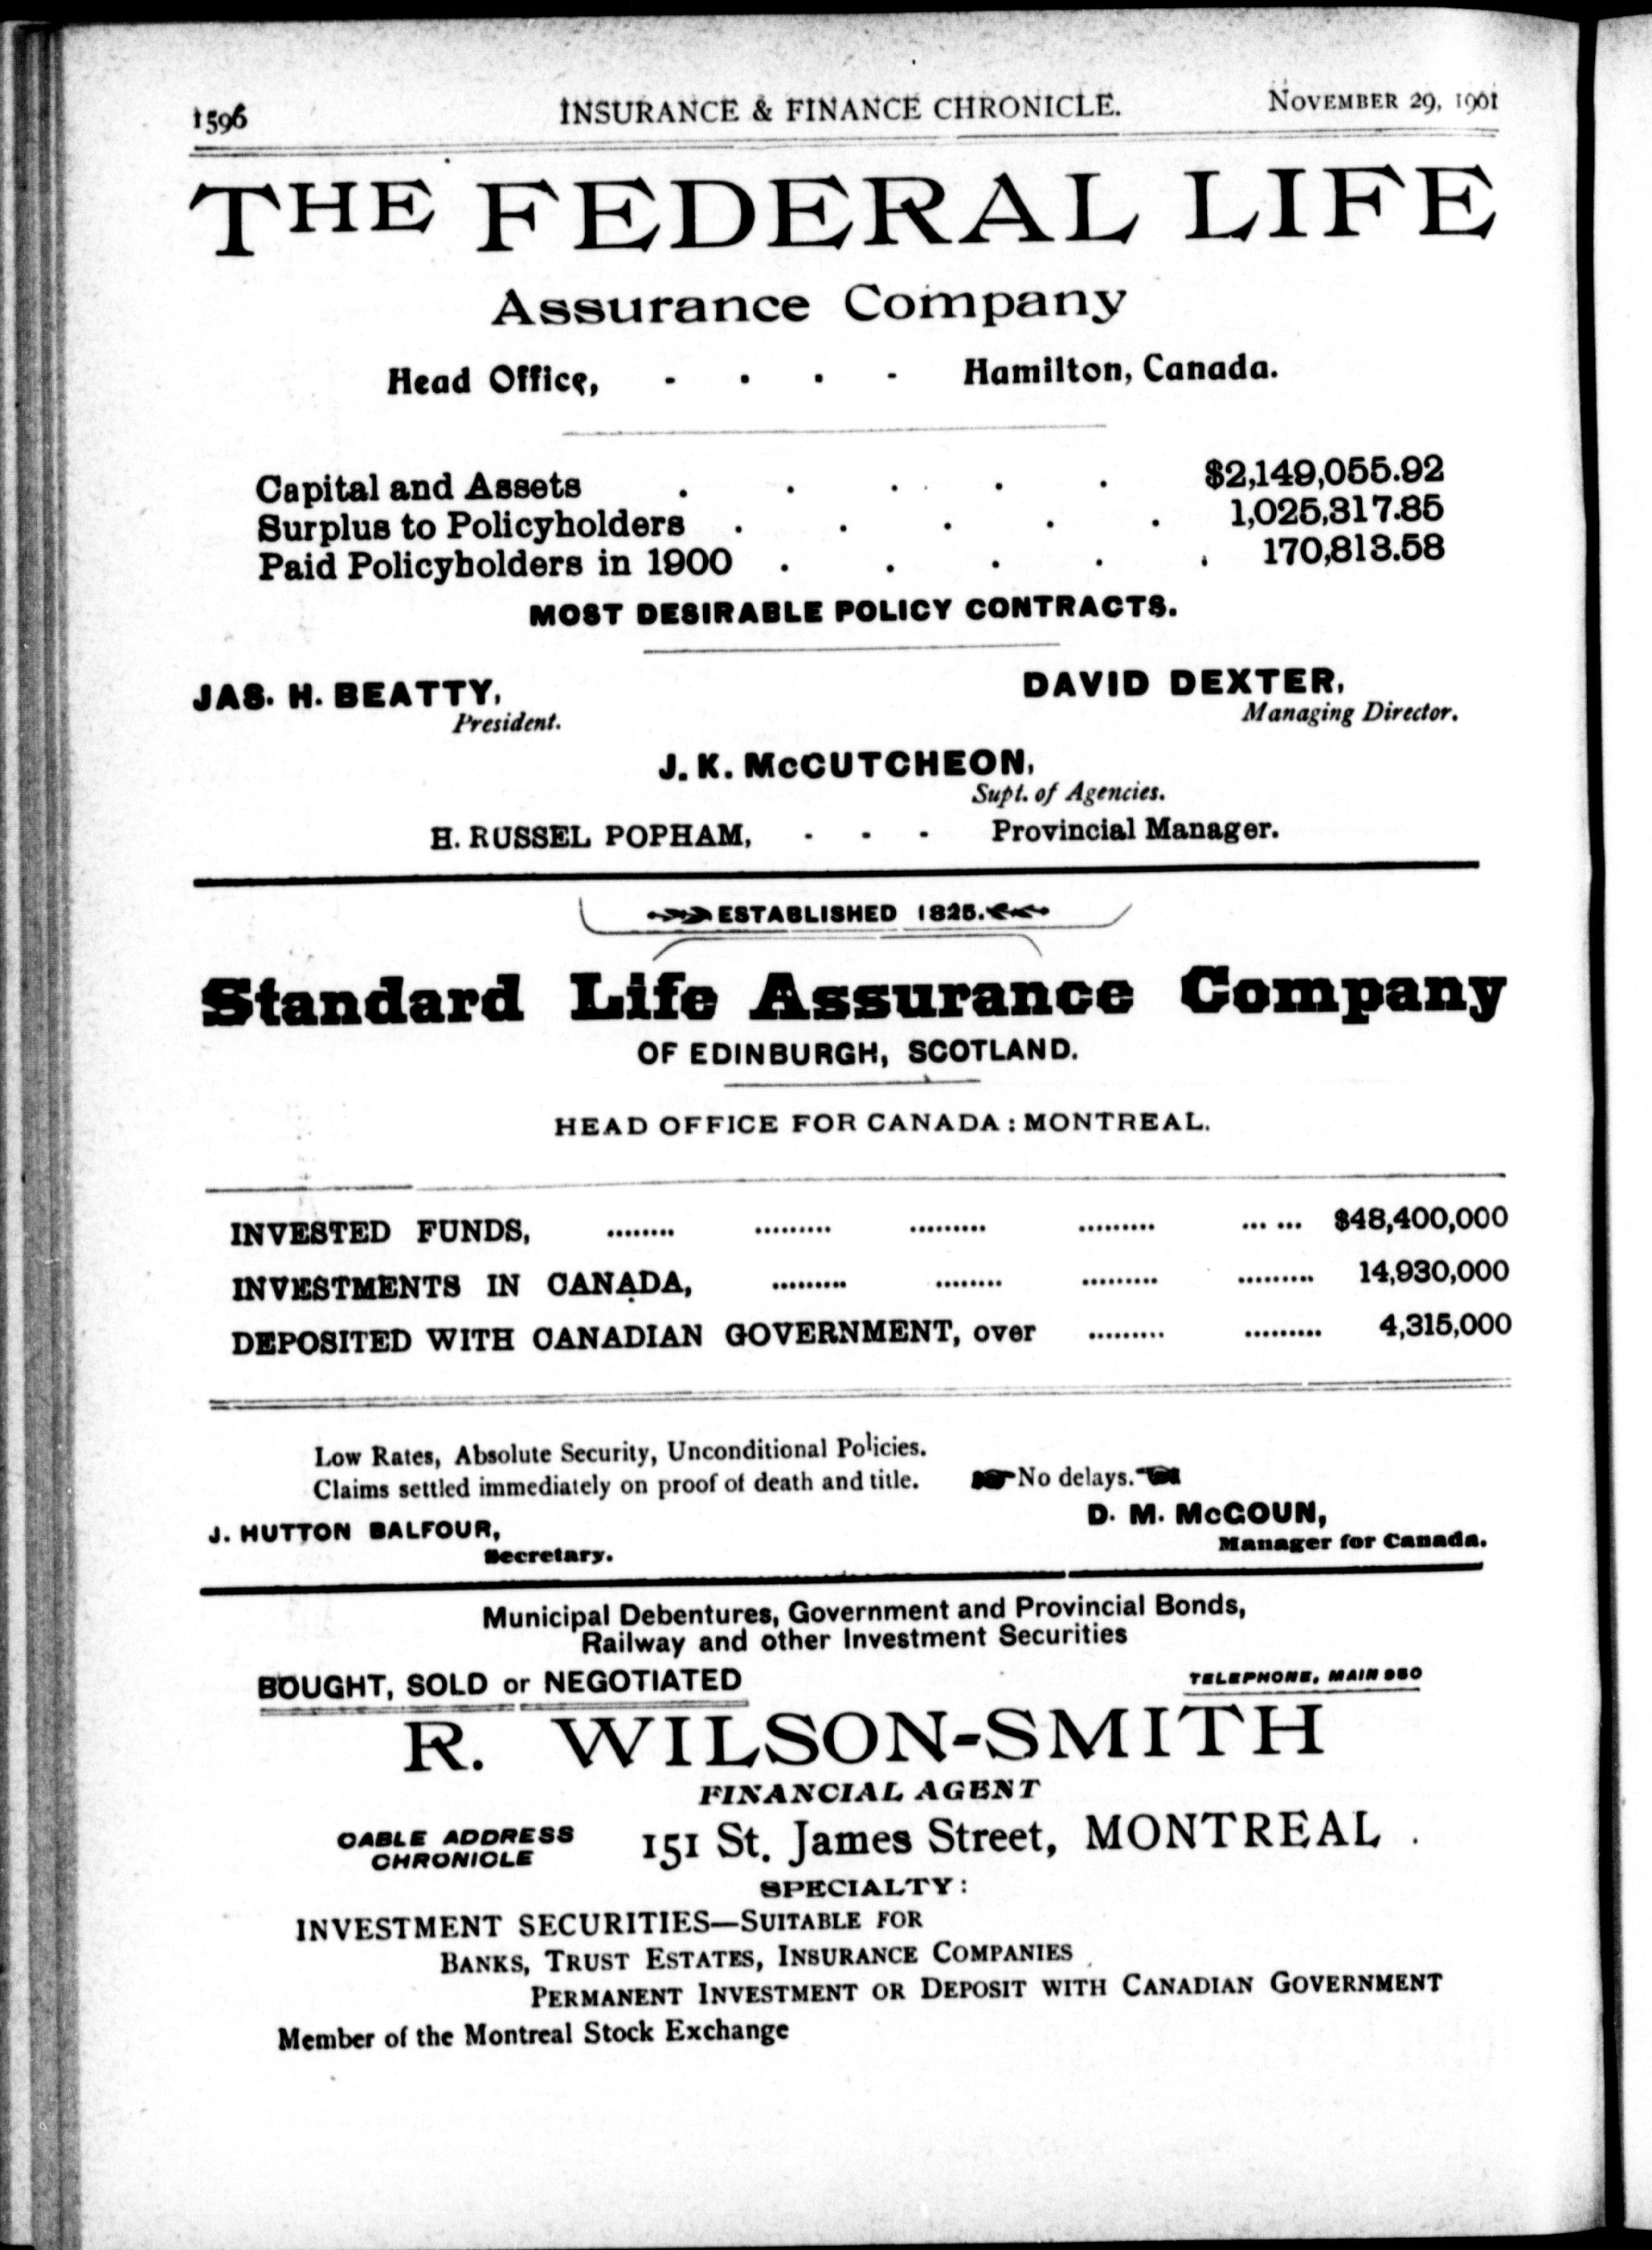 1596 INSURANCE & FINANCE CHRONICLE. NOVEMBER 29, 1901
THE FEDERAL LIFE
Assurance Company
Head Office, - - - - Hamilton, Canada.
Capital and Assets . . . . . $2,149,055.92
Surplus to Policyholders . . . . . 1,025,317.85
Paid Policyholders in 1900 . . . . . 170,813.58
MOST DESIRABLE POLICY CONTRACTS.
JAS. H. BEATTY, DAVID DEXTER,
President. Managing Director.
J. K. McCUTCHEON,
Supt. of Agencies.
H. RUSSEL POPHAM, - - - Provincial Manager.
ESTABLISHED 1825.
Standard Life Assurance Company
OF EDINBURGH, SCOTLAND.
HEAD OFFICE FOR CANADA : MONTREAL.
INVESTED FUNDS, ........ ......... ......... ......... ... ... $48,400,000
INVESTMENTS IN CANADA, ......... ........ ......... ......... 14,930,000
DEPOSITED WITH CANADIAN GOVERNMENT, over ......... ......... 4,315,000
Low Rates, Absolute Security, Unconditional Policies.
Claims settled immediately on proof of death and title. No delays.
J. HUTTON BALFOUR, D. M. McGOUN,
Secretary. Manager for Canada.
Municipal Debentures, Government and Provincial Bonds,
Railway and other Investment Securities
BOUGHT, SOLD or NEGOTIATED TELEPHONE, MAIN
R. WILSON-SMITH
FINANCIAL AGENT
CABLE ADDRESS
CHRONICLE
151 St. James Street, MONTREAL .
SPECIALTY :
INVESTMENT SECURITIES—SUITABLE FOR
BANKS, TRUST ESTATES, INSURANCE COMPANIES
PERMANENT INVESTMENT OR DEPOSIT WITH CANADIAN GOVERNMENT
Member of the Montreal Stock Exchange